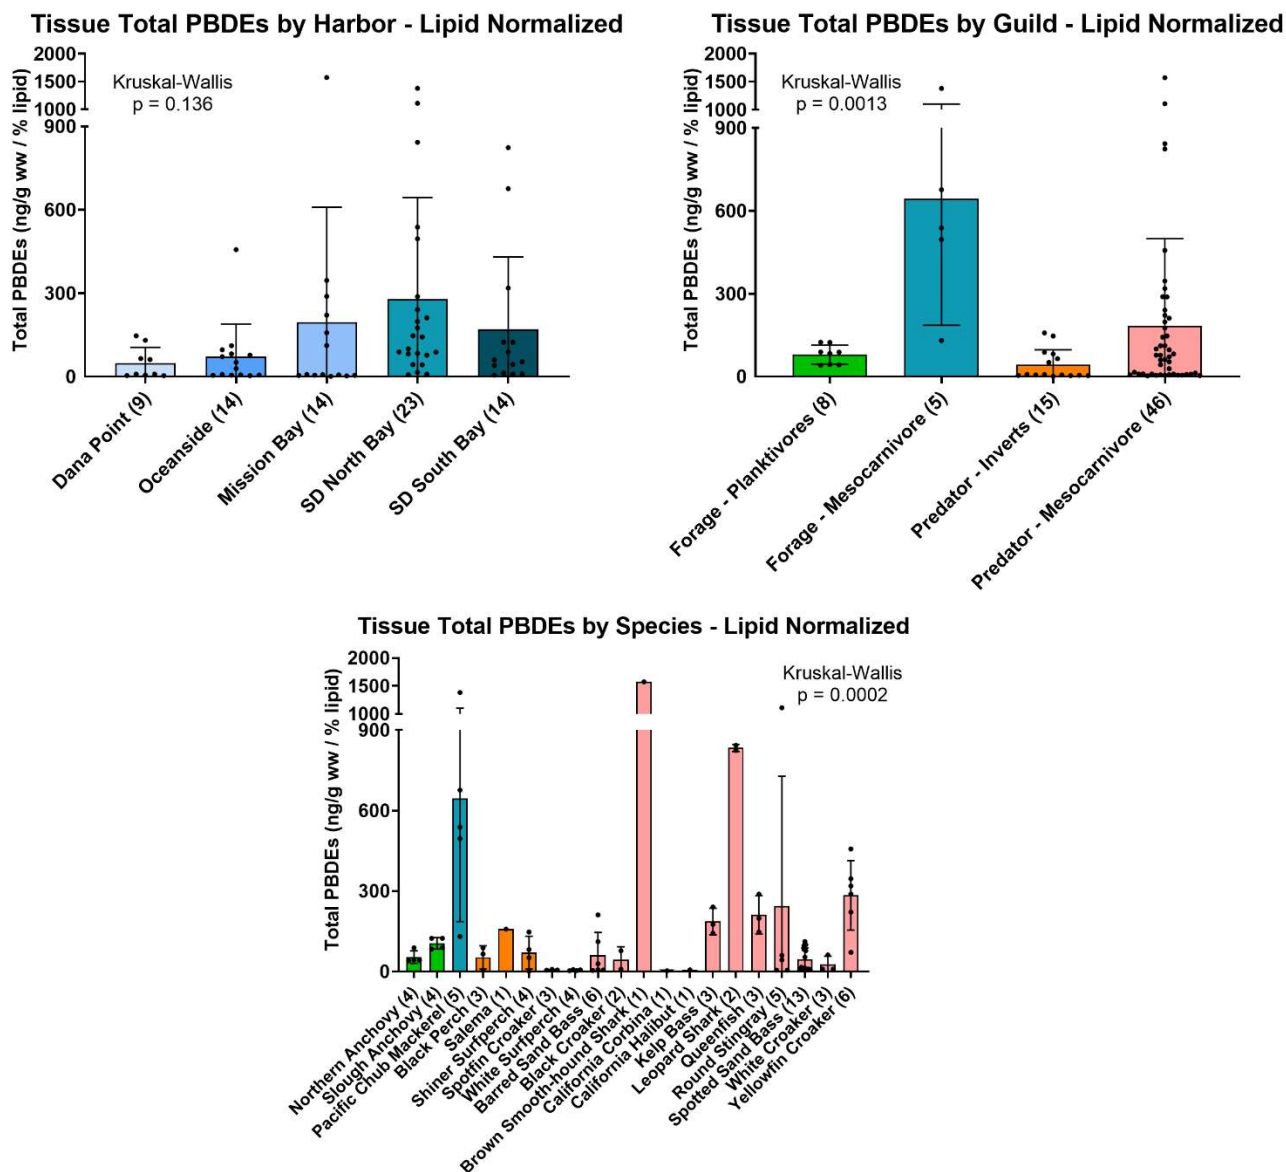 Tissue Total PBDEs by Harbor - Lipid Normalized
Total PBDEs (ng/g ww / % lipid)
2000
1500
1000
900
600
300
0
Kruskal-Wallis
p = 0.136
Dana Point (9)
Oceanside (14)
Mission Bay (14)
SD North Bay (23)
SD South Bay (14)
Tissue Total PBDEs by Guild - Lipid Normalized
Total PBDEs (ng/g ww / % lipid)
2000
1500
1000
900
600
300
0
Kruskal-Wallis
p = 0.0013
Forage - Planktivores (8)
Forage - Mesocarnivore (5)
Predator - Inverts (15)
Predator - Mesocarnivore (46)
Tissue Total PBDEs by Species - Lipid Normalized
Total PBDEs (ng/g ww / % lipid)
2000
1500
1000
900
600
300
0
Kruskal-Wallis
p = 0.0002
Northern Anchovy (4)
Slough Anchovy (4)
Pacific Chub Mackerel (5)
Black Perch (3)
Salema (1)
Shiner Surfperch (4)
Spotfin Croaker (3)
White Surfperch (4)
Barred Sand Bass (6)
Black Croaker (2)
Brown Smooth-hound Shark (1)
California Corbina (1)
California Halibut (1)
Kelp Bass (3)
Leopard Shark (2)
Queenfish (3)
Round Stingray (5)
Spotted Sand Bass (13)
White Croaker (3)
Yellowfin Croaker (6)